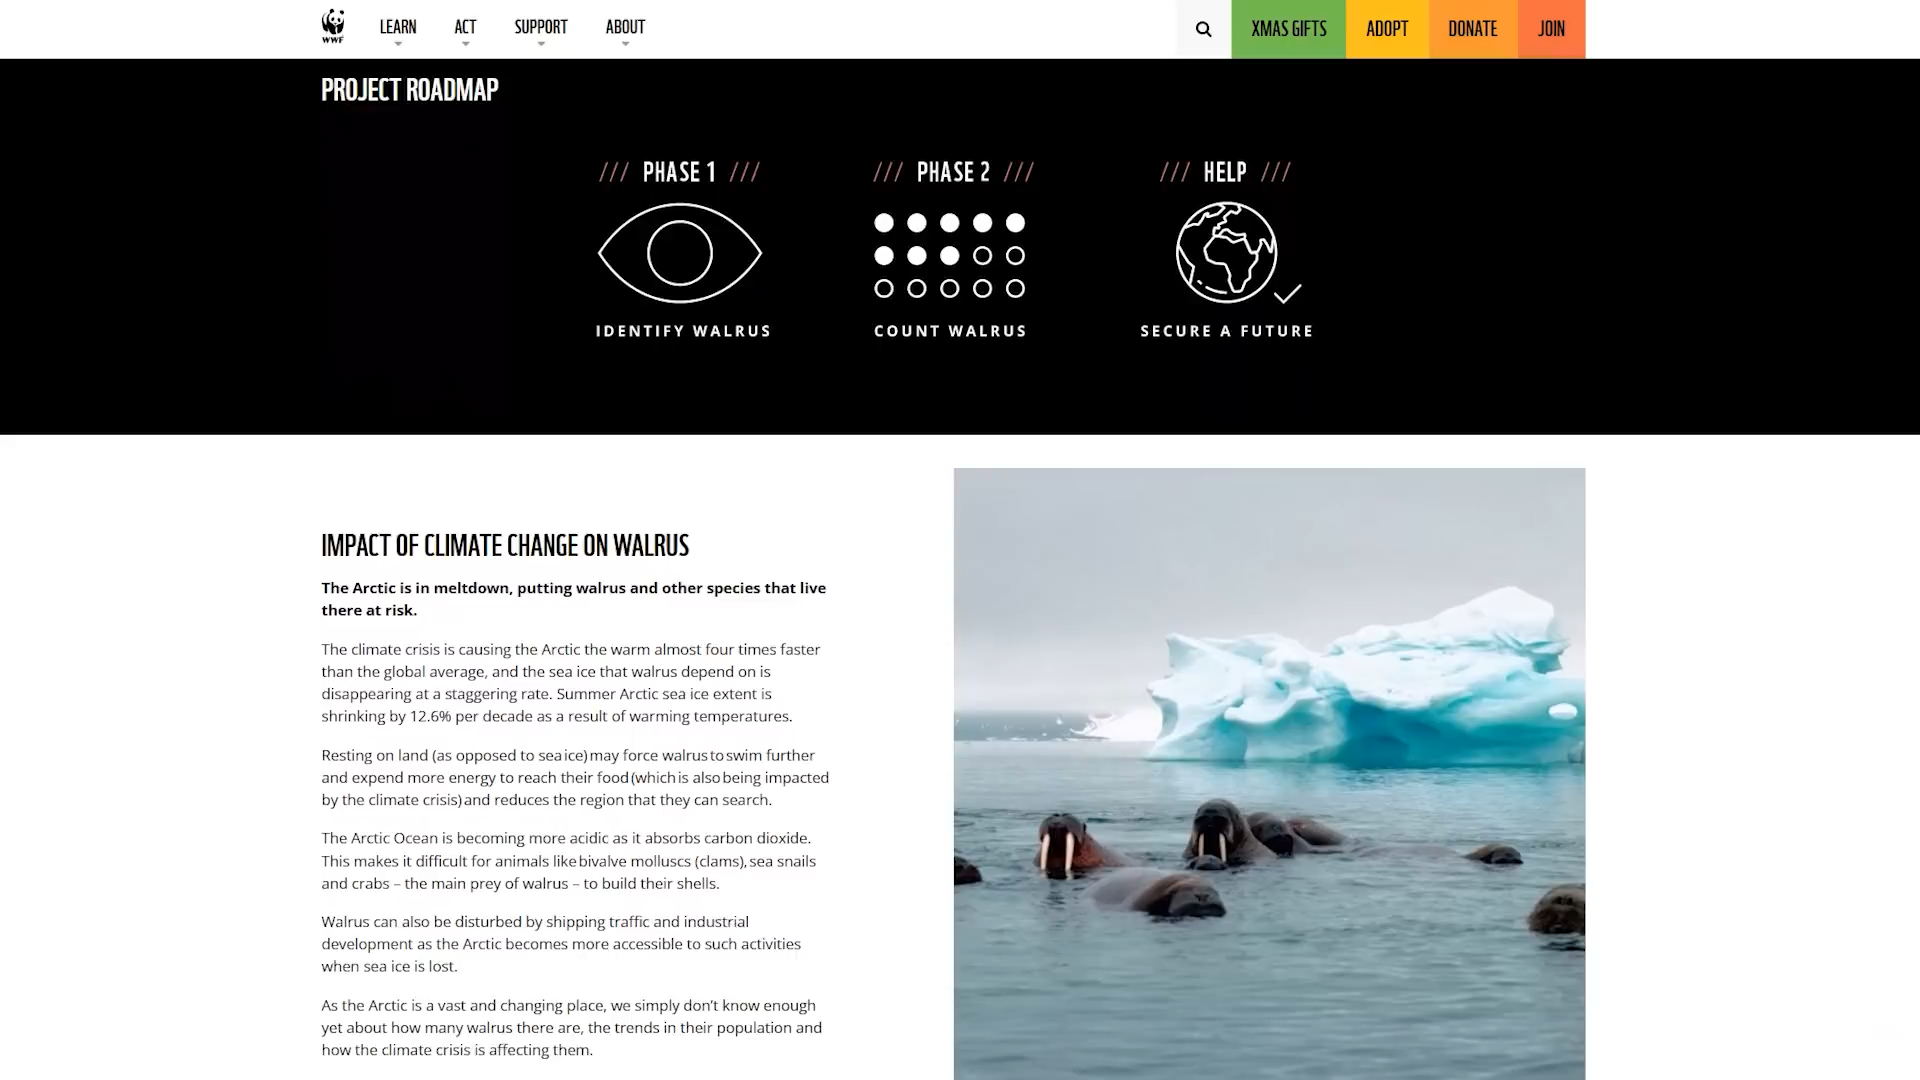 WWF
LEARN
ACT
SUPPORT
ABOUT
XMAS GIFTS
ADOPT
DONATE
JOIN
PROJECT ROADMAP
/// PHASE 1 ///
IDENTIFY WALRUS
/// PHASE 2 ///
COUNT WALRUS
/// HELP ///
SECURE A FUTURE
IMPACT OF CLIMATE CHANGE ON WALRUS
The Arctic is in meltdown, putting walrus and other species that live
there at risk.
The climate crisis is causing the Arctic the warm almost four times faster
than the global average, and the sea ice that walrus depend on is
disappearing at a staggering rate. Summer Arctic sea ice extent is
shrinking by 12.6% per decade as a result of warming temperatures.
Resting on land (as opposed to sea ice) may force walrus to swim further
and expend more energy to reach their food (which is also being impacted
by the climate crisis) and reduces the region that they can search.
The Arctic Ocean is becoming more acidic as it absorbs carbon dioxide.
This makes it difficult for animals like bivalve molluscs (clams), sea snails
and crabs – the main prey of walrus – to build their shells.
Walrus can also be disturbed by shipping traffic and industrial
development as the Arctic becomes more accessible to such activities
when sea ice is lost.
As the Arctic is a vast and changing place, we simply don't know enough
yet about how many walrus there are, the trends in their population and
how the climate crisis is affecting them.